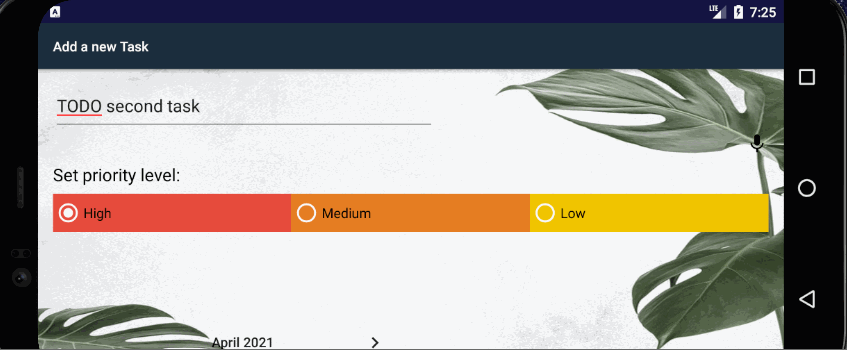 A
LTE 7:25
Add a new Task
TODO second task
Set priority level:
High Medium Low
April 2021